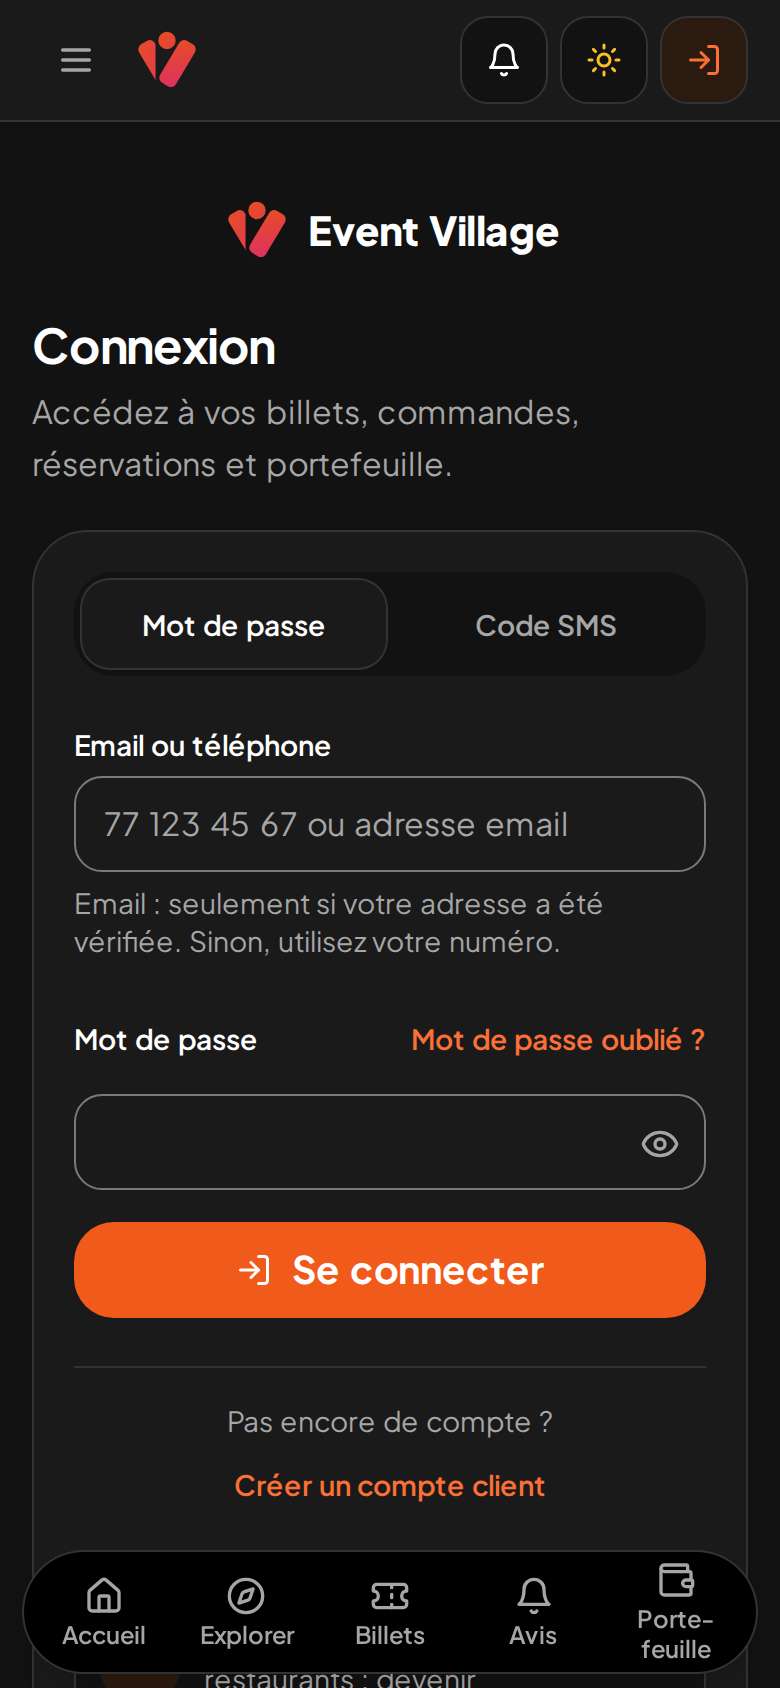 Event Village
Connexion
Accédez à vos billets, commandes,
réservations et portefeuille.
Mot de passe
Code SMS
Email ou téléphone
77 123 45 67 ou adresse email
Email : seulement si votre adresse a été
vérifiée. Sinon, utilisez votre numéro.
Mot de passe
Mot de passe oublié ?
Se connecter
Pas encore de compte ?
Créer un compte client
Accueil
Explorer
Billets
Avis
Porte-
feuille
restaurants : devenir